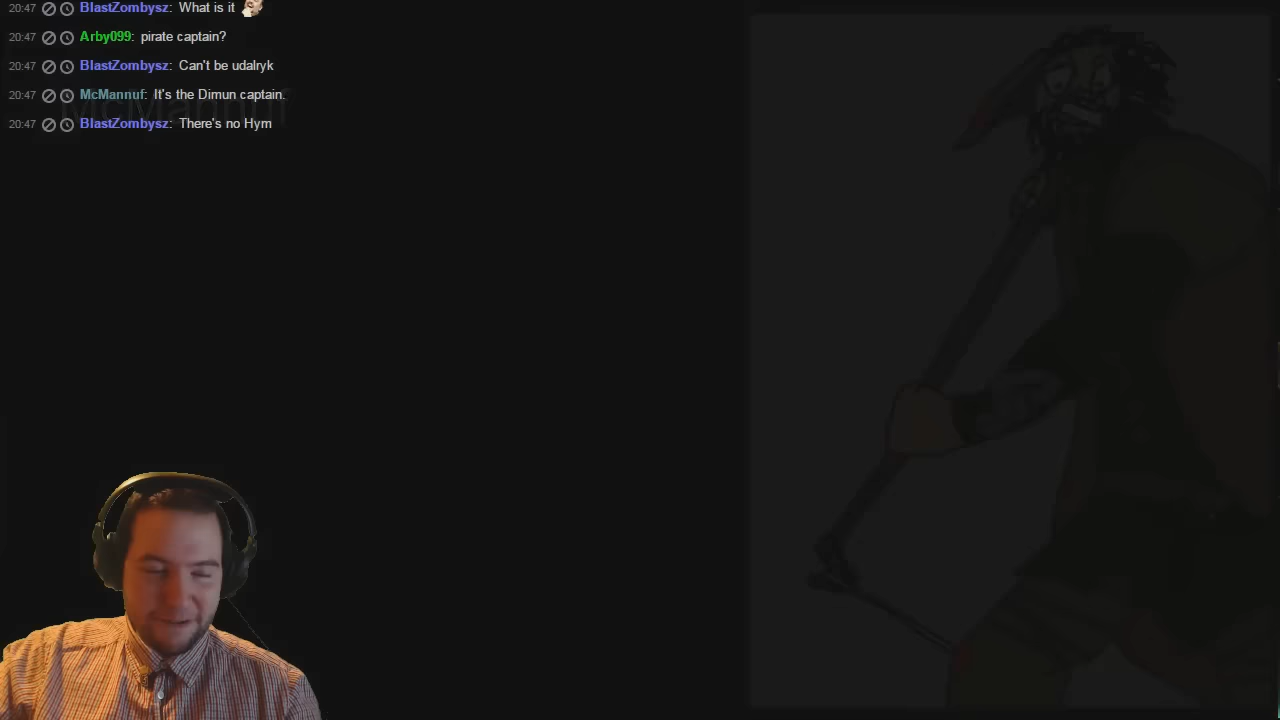 20:47 BlastZombysz: What is it
20:47 Arby099: pirate captain?
20:47 BlastZombysz: Can't be udalryk
20:47 McMannuf: It's the Dimun captain.
McMannuf
20:47 BlastZombysz: There's no Hym